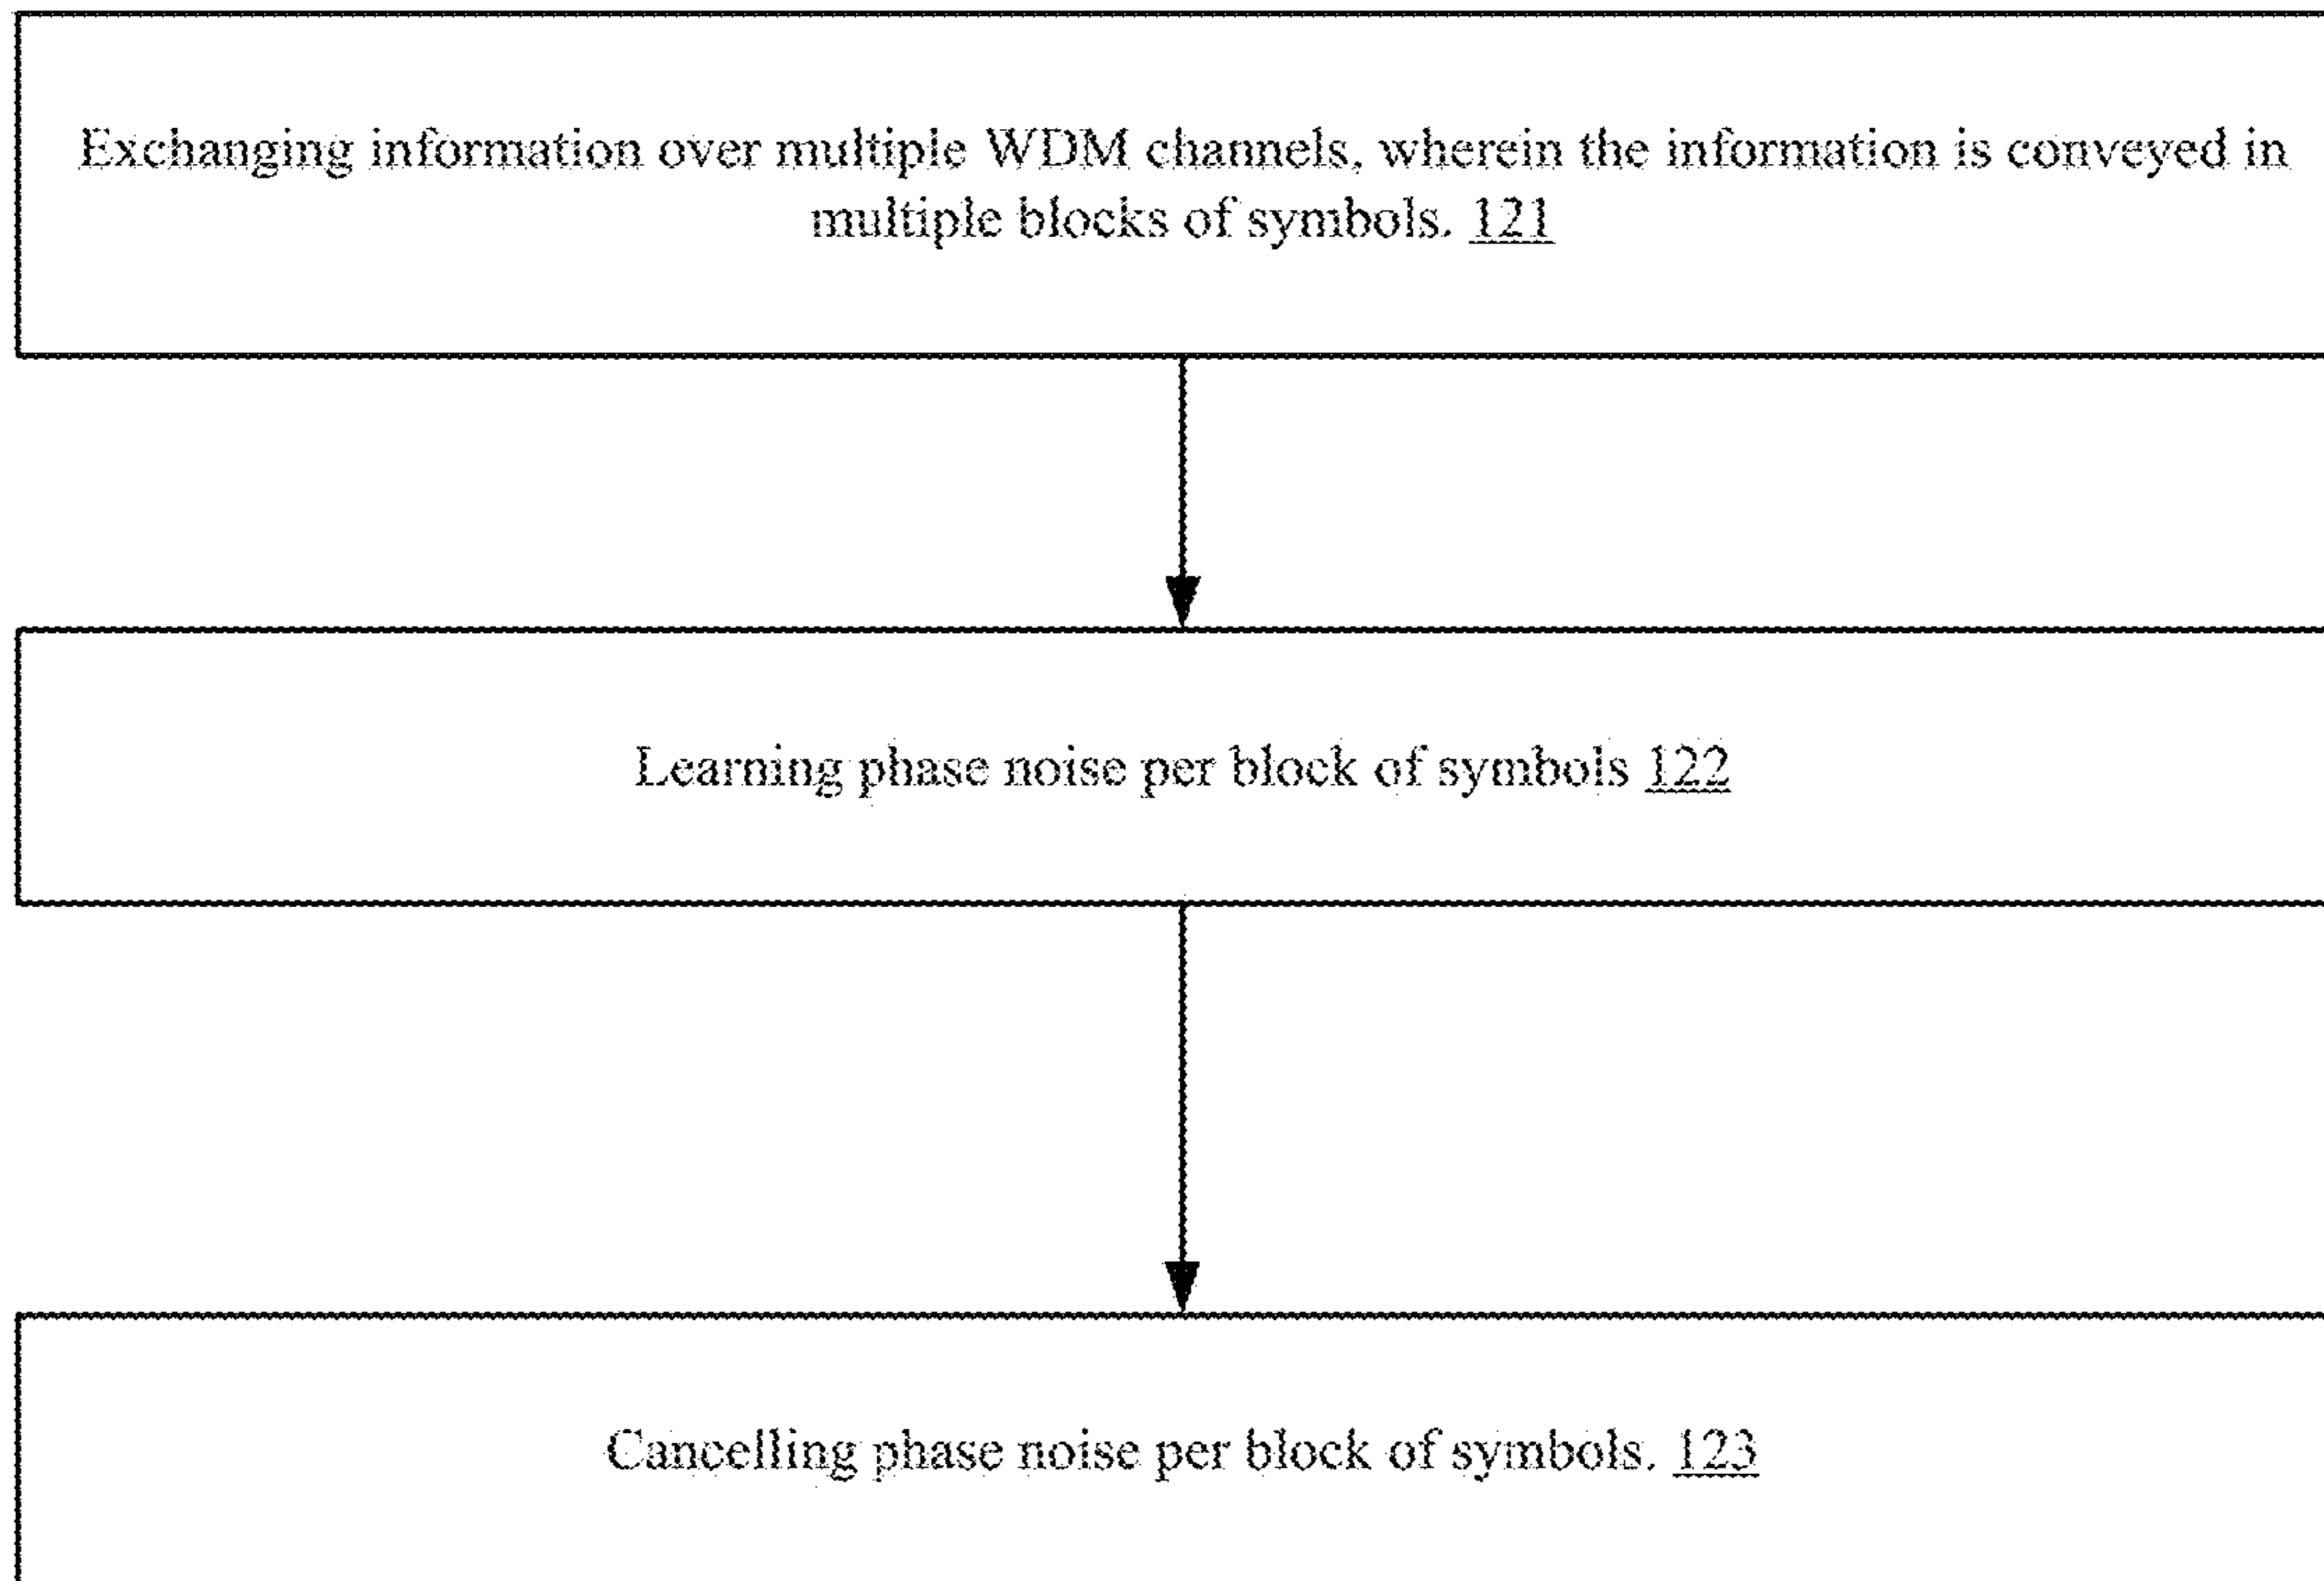 Exchanging information over multiple WDM channels, wherein the information is conveyed in
multiple blocks of symbols. 121
Learning phase noise per block of symbols 122
Cancelling phase noise per block of symbols. 123